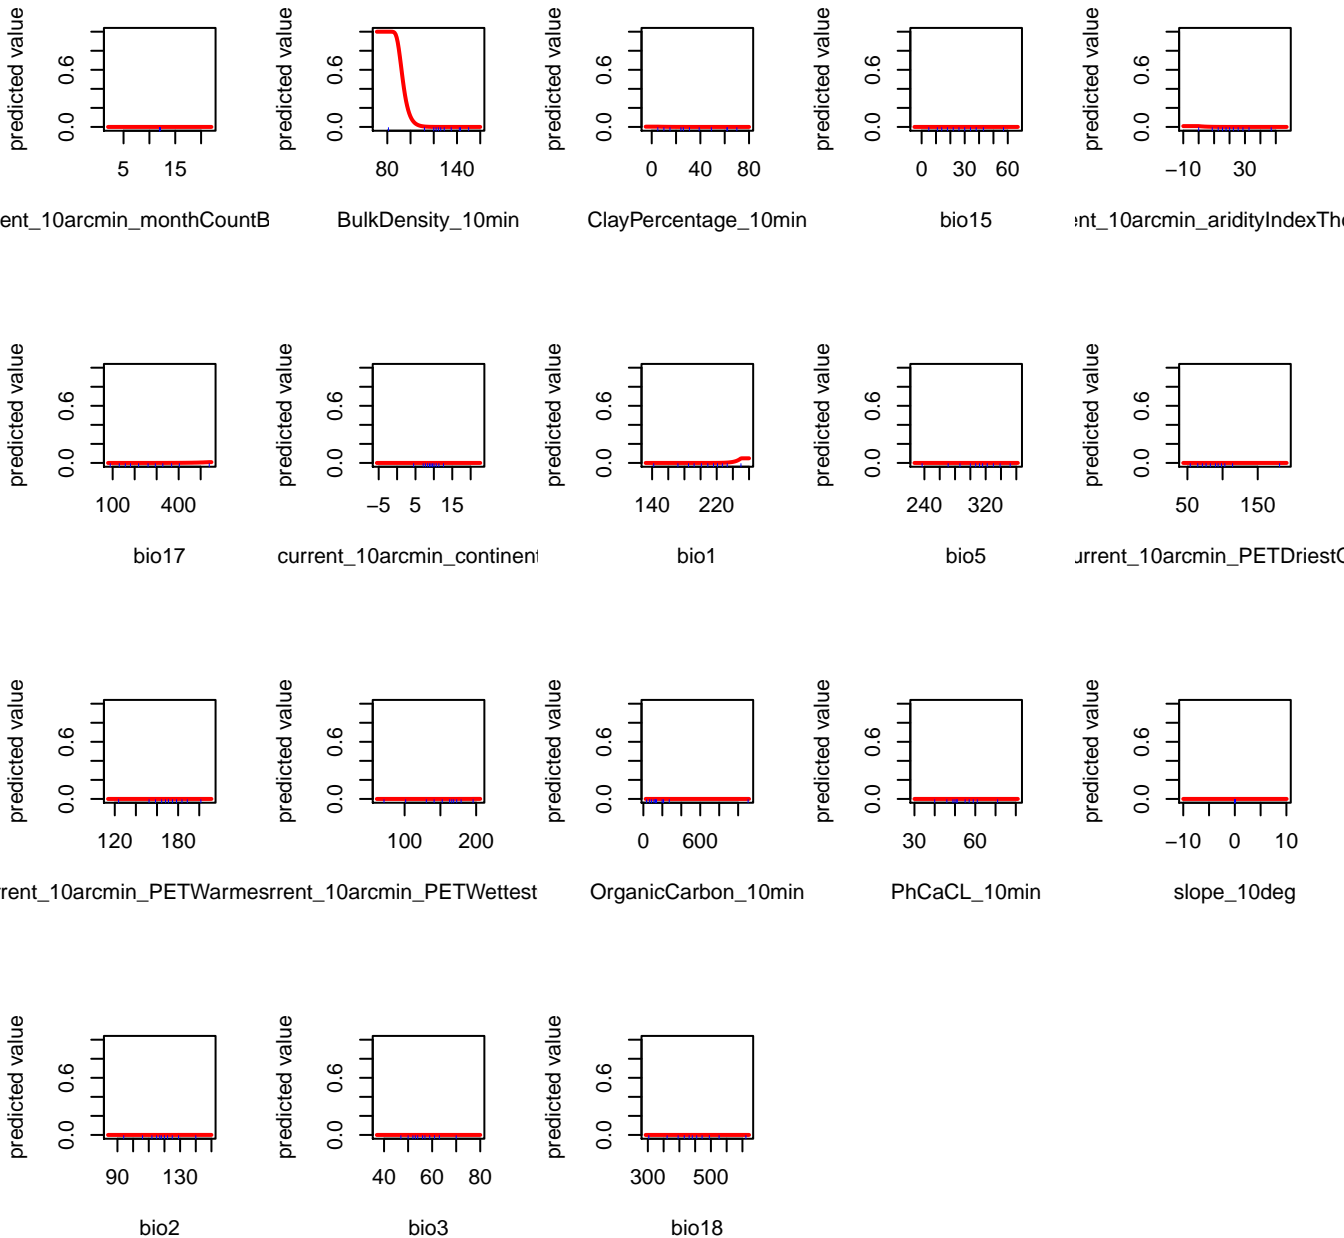 predicted value
0.0 0.6
5 15
ent_10arcmin_monthCountB
predicted value
0.0 0.6
80 140
BulkDensity_10min
predicted value
0.0 0.6
0 40 80
ClayPercentage_10min
predicted value
0.0 0.6
0 30 60
bio15
predicted value
0.0 0.6
−10 30
ent_10arcmin_aridityIndexTho
predicted value
0.0 0.6
100 400
bio17
predicted value
0.0 0.6
−5 5 15
current_10arcmin_continent
predicted value
0.0 0.6
140 220
bio1
predicted value
0.0 0.6
240 320
bio5
predicted value
0.0 0.6
50 150
urrent_10arcmin_PETDriestQ
predicted value
0.0 0.6
120 180
rent_10arcmin_PETWarmes
predicted value
0.0 0.6
100 200
rrent_10arcmin_PETWettest
predicted value
0.0 0.6
0 600
OrganicCarbon_10min
predicted value
0.0 0.6
30 60
PhCaCL_10min
predicted value
0.0 0.6
−10 0 10
slope_10deg
predicted value
0.0 0.6
90 130
bio2
predicted value
0.0 0.6
40 60 80
bio3
predicted value
0.0 0.6
300 500
bio18